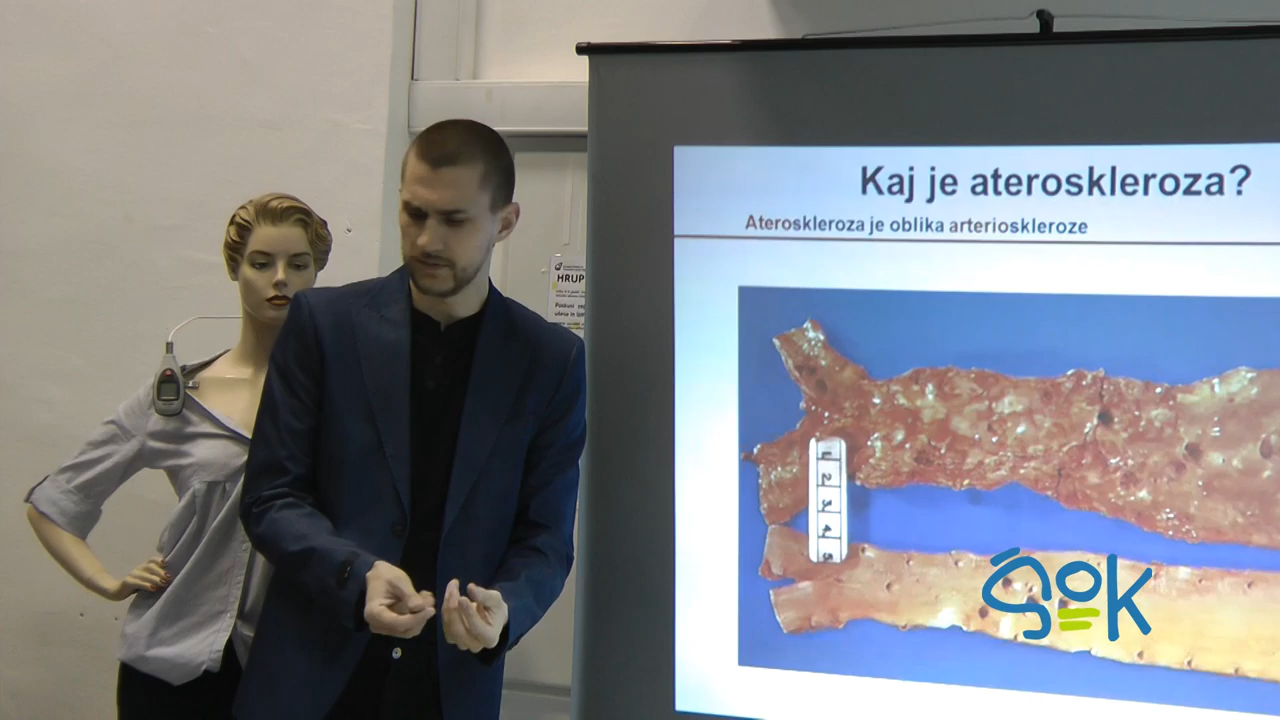 Kaj je ateroskleroza?
Ateroskleroza je oblika arterioskleroze
HRUP
1
2
3
4
5
šok